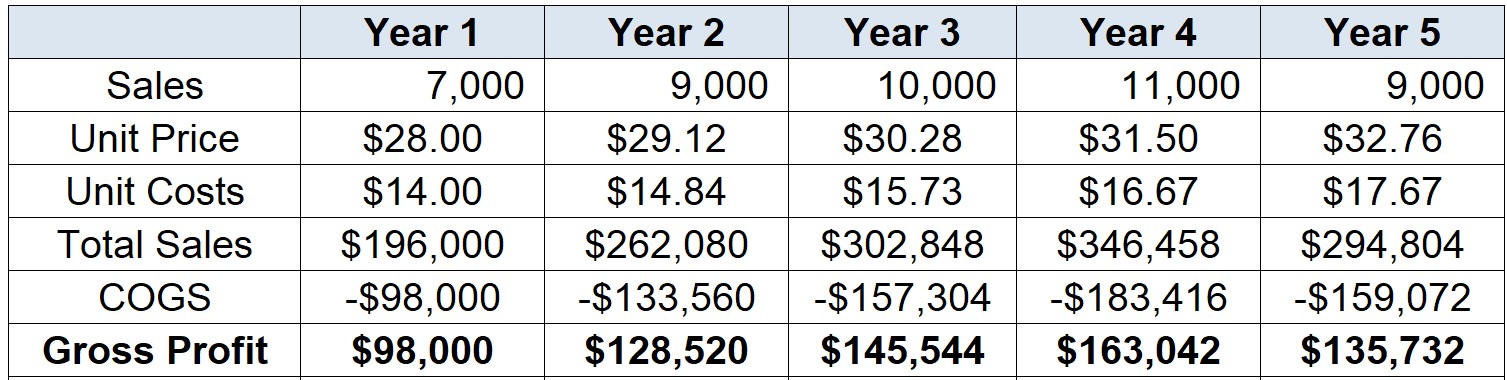 Year 1 Year 2 Year 3 Year 4 Year 5
Sales 7,000 9,000 10,000 11,000 9,000
Unit Price $28.00 $29.12 $30.28 $31.50 $32.76
Unit Costs $14.00 $14.84 $15.73 $16.67 $17.67
Total Sales $196,000 $262,080 $302,848 $346,458 $294,804
COGS -$98,000 -$133,560 -$157,304 -$183,416 -$159,072
Gross Profit $98,000 $128,520 $145,544 $163,042 $135,732